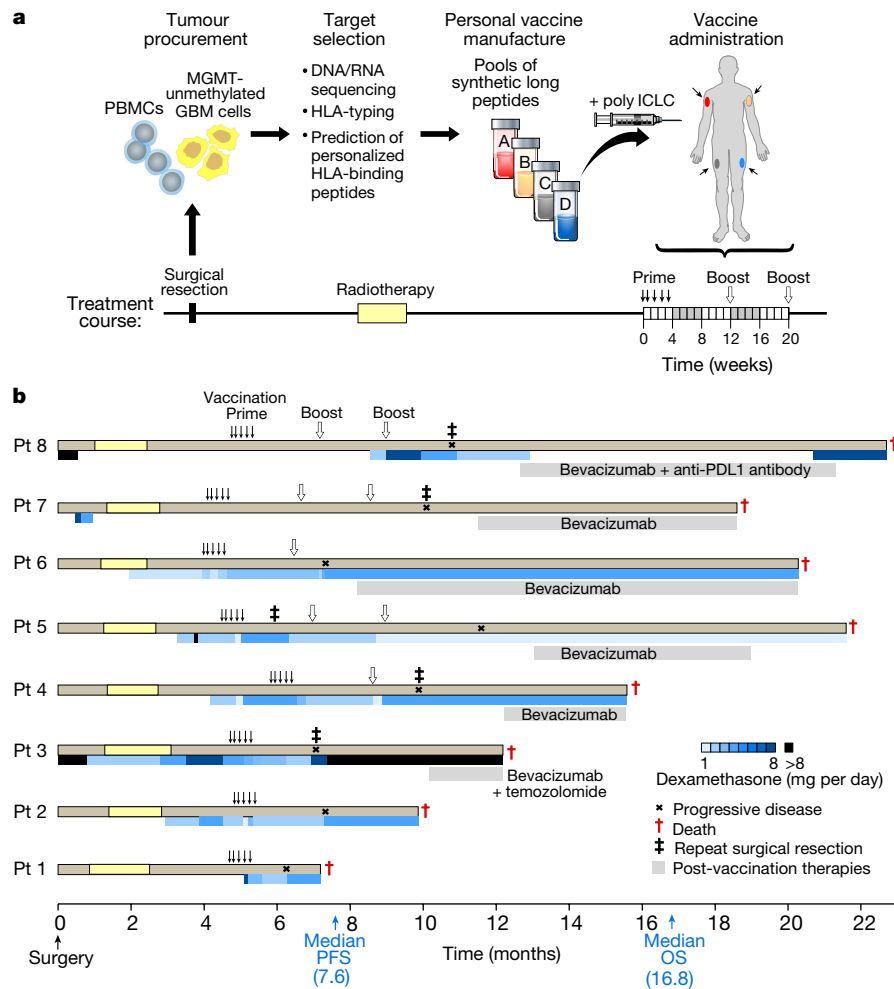 a
Tumour
procurement
Target
selection
Personal vaccine
manufacture
Vaccine
administration
PBMCs
MGMT-
unmethylated
GBM cells
• DNA/RNA
sequencing
• HLA-typing
• Prediction of
personalized
HLA-binding
peptides
Pools of
synthetic long
peptides
A
B
C
D
+ poly ICLC
Surgical
resection
Radiotherapy
Prime
Boost
Boost
Treatment
course:
0 4 8 12 16 20
Time (weeks)
b
Vaccination
Prime
Boost
Boost
Pt 8
Bevacizumab + anti-PDL1 antibody
Pt 7
Bevacizumab
Pt 6
Bevacizumab
Pt 5
Bevacizumab
Pt 4
Bevacizumab
Pt 3
Bevacizumab
+ temozolomide
Pt 2
Pt 1
1 8 >8
Dexamethasone (mg per day)
× Progressive disease
† Death
‡ Repeat surgical resection
Post-vaccination therapies
0 2 4 6 8 10 12 14 16 18 20 22
Surgery
Median
PFS
(7.6)
Time (months)
Median
OS
(16.8)